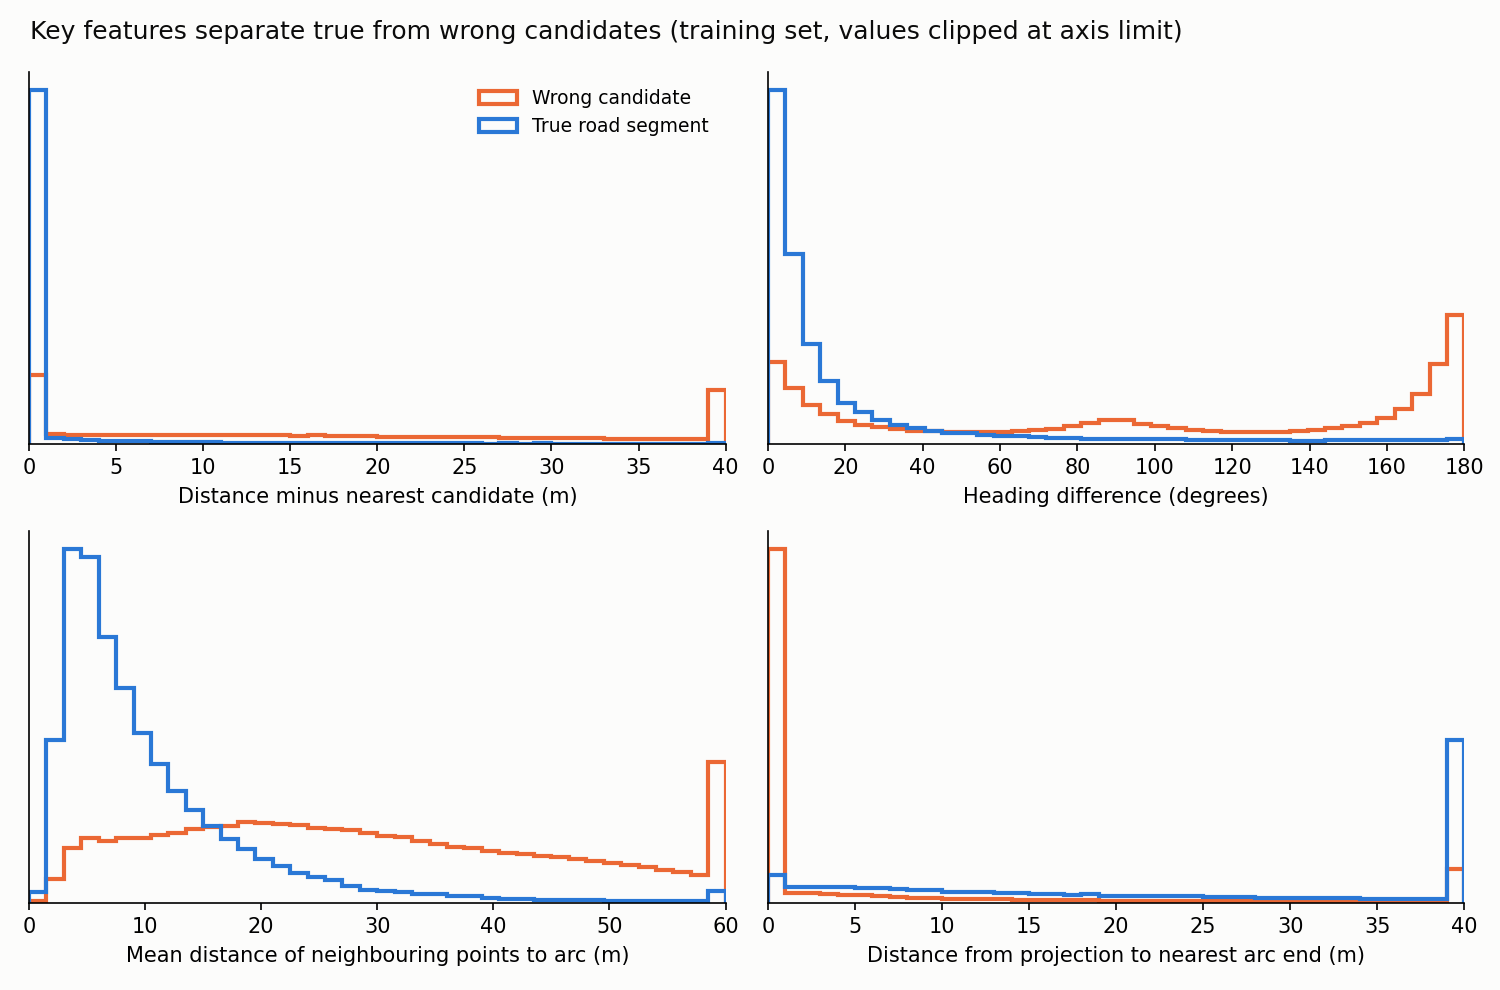 Key features separate true from wrong candidates (training set, values clipped at axis limit)
Wrong candidate
True road segment
0 5 10 15 20 25 30 35 40
Distance minus nearest candidate (m)
0 20 40 60 80 100 120 140 160 180
Heading difference (degrees)
0 10 20 30 40 50 60
Mean distance of neighbouring points to arc (m)
0 5 10 15 20 25 30 35 40
Distance from projection to nearest arc end (m)